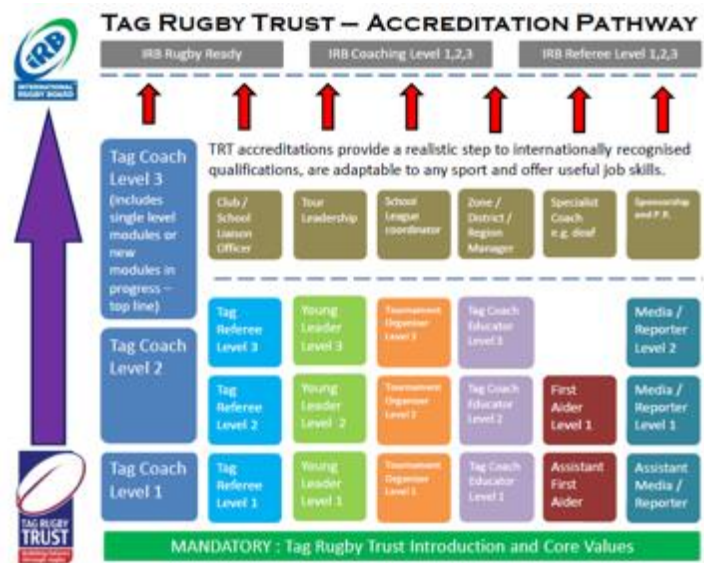 TAG RUGBY TRUST – ACCREDITATION PATHWAY
iRB
INTERNATIONAL
RUGBY BOARD
IRB Rugby Ready
IRB Coaching Level 1,2,3
IRB Referee Level 1,2,3
TRT accreditations provide a realistic step to internationally recognised
qualifications, are adaptable to any sport and offer useful job skills.
Tag Coach
Level 3
(includes
single level
modules or
new
modules in
progress –
top line)
Club /
School
Liaison
Officer
Tour
Leadership
School
League
coordinator
Zone /
District /
Region
Manager
Specialist
Coach
e.g. deaf
Sponsorship
and P.R.
Tag Coach
Level 2
Tag
Referee
Level 3
Young
Leader
Level 3
Tournament
Organiser
Level 3
Tag Coach
Educator
Level 3
Media /
Reporter
Level 2
Tag
Referee
Level 2
Young
Leader
Level 2
Tournament
Organiser
Level 2
Tag Coach
Educator
Level 2
First
Aider
Level 1
Media /
Reporter
Level 1
Tag Coach
Level 1
Tag
Referee
Level 1
Young
Leader
Level 1
Tournament
Organiser
Level 1
Tag Coach
Educator
Level 1
Assistant
First
Aider
Assistant
Media /
Reporter
TAG RUGBY
TRUST
MANDATORY : Tag Rugby Trust Introduction and Core Values